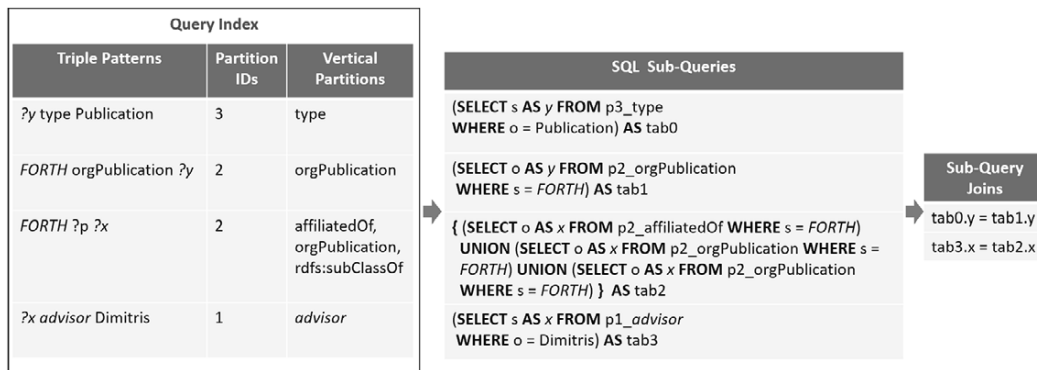 Query Index
Triple Patterns
Partition IDs
Vertical Partitions
?y type Publication
3
type
FORTH orgPublication ?y
2
orgPublication
FORTH ?p ?x
2
affiliatedOf,
orgPublication,
rdfs:subClassOf
?x advisor Dimitris
1
advisor
SQL Sub-Queries
(SELECT s AS y FROM p3_type
WHERE o = Publication) AS tab0
(SELECT o AS y FROM p2_orgPublication
WHERE s = FORTH) AS tab1
{ (SELECT o AS x FROM p2_affiliatedOf WHERE s = FORTH)
UNION (SELECT o AS x FROM p2_orgPublication WHERE s =
FORTH) UNION (SELECT o AS x FROM p2_orgPublication
WHERE s = FORTH) } AS tab2
(SELECT s AS x FROM p1_advisor
WHERE o = Dimitris) AS tab3
Sub-Query
Joins
tab0.y = tab1.y
tab3.x = tab2.x